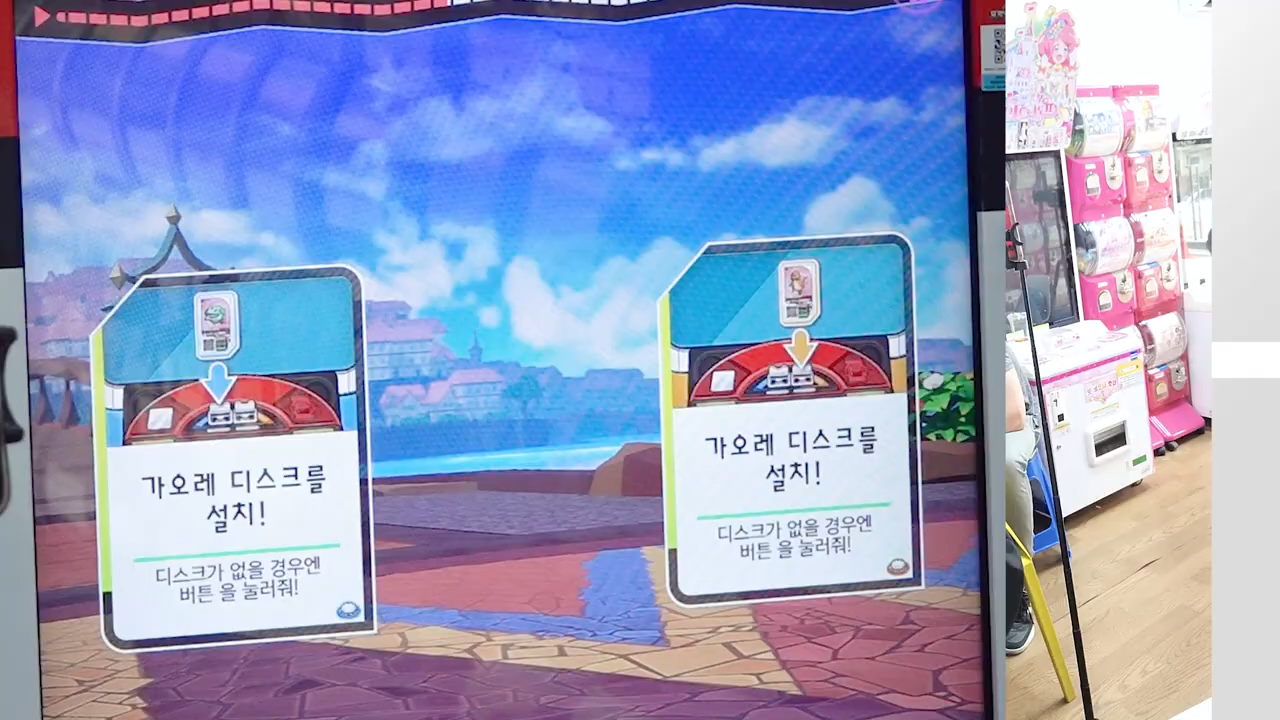 가오레 디스크를
설치!
디스크가 없을 경우엔
버튼 을 눌러줘!
가오레 디스크를
설치!
디스크가 없을 경우엔
버튼 을 눌러줘!